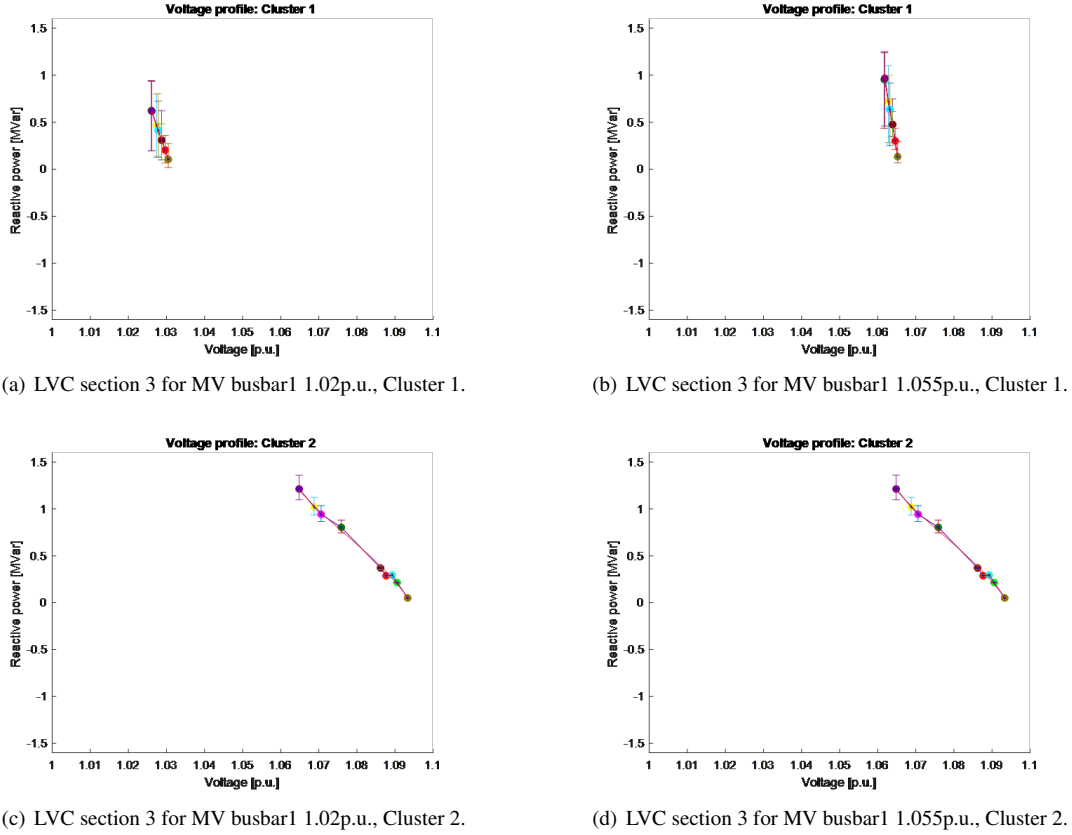 Voltage profile: Cluster 1
1.5
1
0.5
0
-0.5
-1
-1.5
Reactive power [MVar]
1 1.01 1.02 1.03 1.04 1.05 1.06 1.07 1.08 1.09 1.1
Voltage [p.u.]
(a) LVC section 3 for MV busbar1 1.02p.u., Cluster 1.
Voltage profile: Cluster 1
1.5
1
0.5
0
-0.5
-1
-1.5
Reactive power [MVar]
1 1.01 1.02 1.03 1.04 1.05 1.06 1.07 1.08 1.09 1.1
Voltage [p.u.]
(b) LVC section 3 for MV busbar1 1.055p.u., Cluster 1.
Voltage profile: Cluster 2
1.5
1
0.5
0
-0.5
-1
-1.5
Reactive power [MVar]
1 1.01 1.02 1.03 1.04 1.05 1.06 1.07 1.08 1.09 1.1
Voltage [p.u.]
(c) LVC section 3 for MV busbar1 1.02p.u., Cluster 2.
Voltage profile: Cluster 2
1.5
1
0.5
0
-0.5
-1
-1.5
Reactive power [MVar]
1 1.01 1.02 1.03 1.04 1.05 1.06 1.07 1.08 1.09 1.1
Voltage [p.u.]
(d) LVC section 3 for MV busbar1 1.055p.u., Cluster 2.